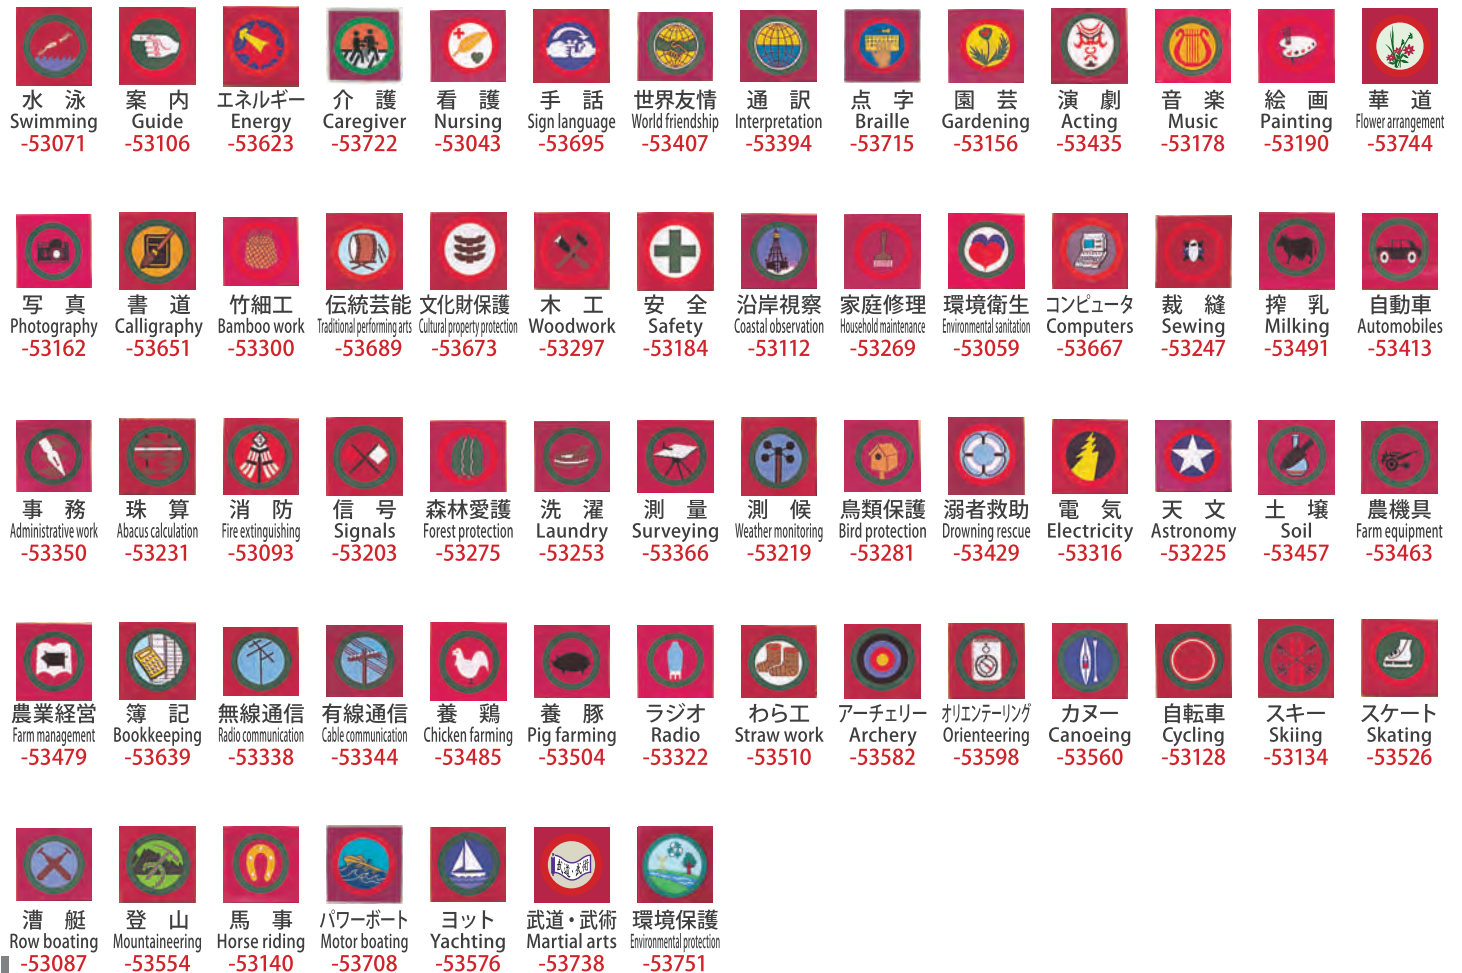 水　泳　案　内　エネルギー　介　護　看　護　手　話　世界友情　通　訳　点　字　園　芸　演　劇　音　楽　絵　画　華　道
Swimming Guide Energy Caregiver Nursing Sign language World friendship Interpretation Braille Gardening Acting Music Painting Flower arrangement
-53071 -53106 -53623 -53722 -53043 -53695 -53407 -53394 -53715 -53156 -53435 -53178 -53190 -53744
写　真　書　道　竹細工　伝統芸能　文化財保護　木　工　安　全　沿岸視察　家庭修理　環境衛生　コンピュータ　裁　縫　搾　乳　自動車
Photography Calligraphy Bamboo work Traditional performing arts Cultural property protection Woodwork Safety Coastal observation Household maintenance Environmental sanitation Computers Sewing Milking Automobiles
-53162 -53651 -53300 -53689 -53673 -53297 -53184 -53112 -53269 -53059 -53667 -53247 -53491 -53413
事　務　珠　算　消　防　信　号　森林愛護　洗　濯　測　量　測　候　鳥類保護　溺者救助　電　気　天　文　土　壌　農機具
Administrative work Abacus calculation Fire extinguishing Signals Forest protection Laundry Surveying Weather monitoring Bird protection Drowning rescue Electricity Astronomy Soil Farm equipment
-53350 -53231 -53093 -53203 -53275 -53253 -53366 -53219 -53281 -53429 -53316 -53225 -53457 -53463
農業経営　簿　記　無線通信　有線通信　養　鶏　養　豚　ラジオ　わら工　アーチェリー　オリエンテーリング　カヌー　自転車　スキー　スケート
Farm management Bookkeeping Radio communication Cable communication Chicken farming Pig farming Radio Straw work Archery Orienteering Canoeing Cycling Skiing Skating
-53479 -53639 -53338 -53344 -53485 -53504 -53322 -53510 -53582 -53598 -53560 -53128 -53134 -53526
武道・武術
漕　艇　登　山　馬　事　パワーボート　ヨット　武道・武術　環境保護
Row boating Mountaineering Horse riding Motor boating Yachting Martial arts Environmental protection
-53087 -53554 -53140 -53708 -53576 -53738 -53751